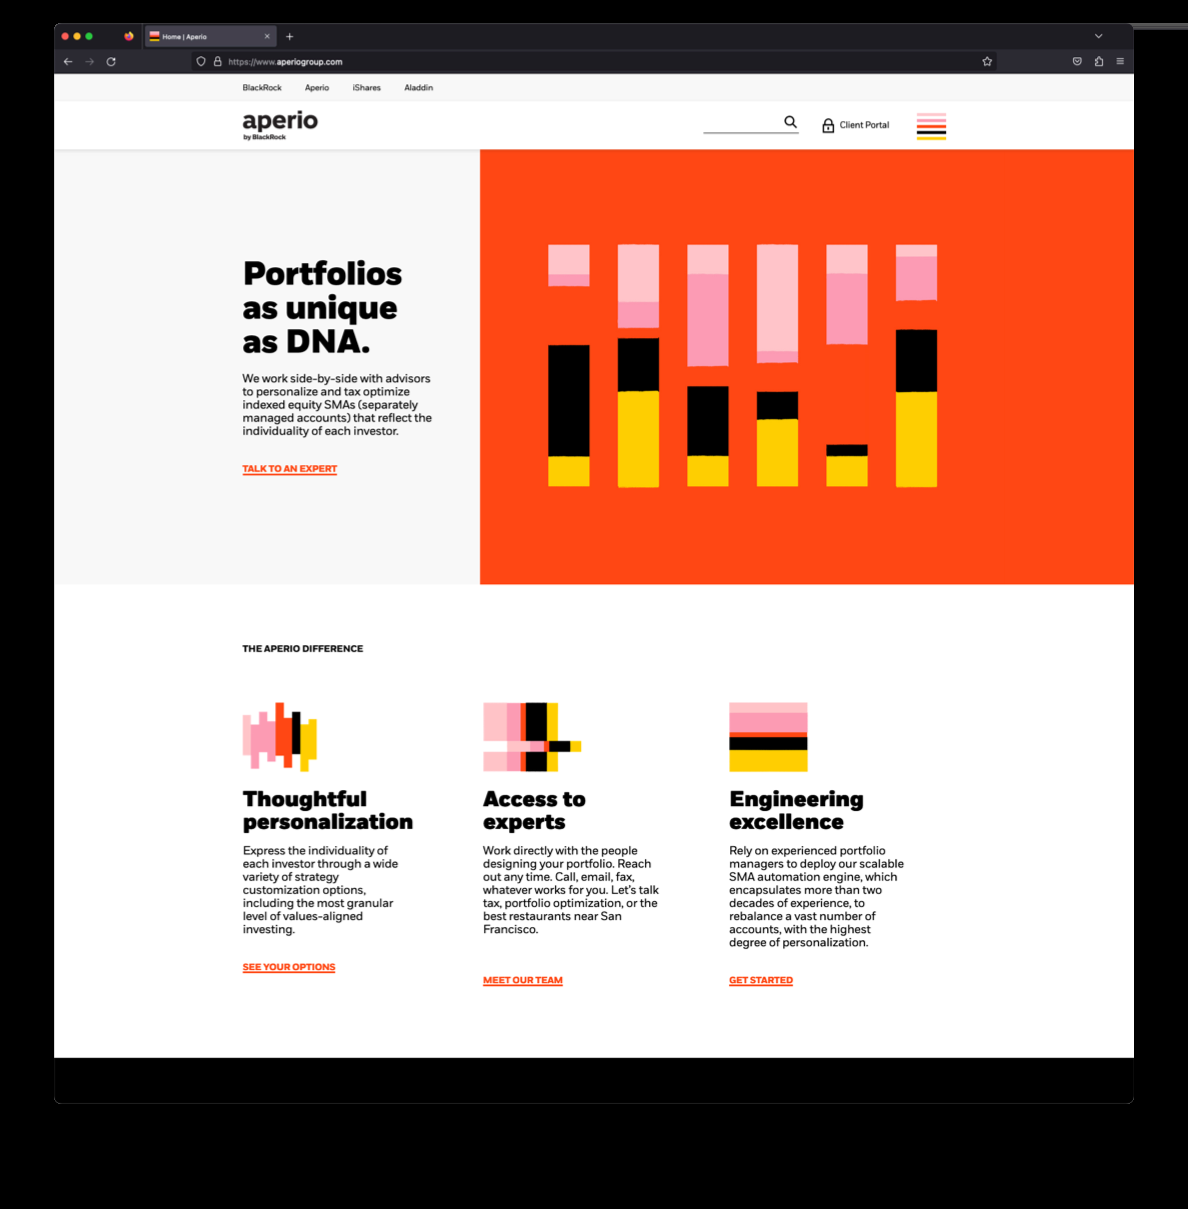 Home | Aperio
https://www.aperiogroup.com
BlackRock Aperio iShares Aladdin
aperio
by BlackRock
Client Portal
Portfolios
as unique
as DNA.
We work side-by-side with advisors
to personalize and tax optimize
indexed equity SMAs (separately
managed accounts) that reflect the
individuality of each investor.
TALK TO AN EXPERT
THE APERIO DIFFERENCE
Thoughtful
personalization
Express the individuality of
each investor through a wide
variety of strategy
customization options,
including the most granular
level of values-aligned
investing.
SEE YOUR OPTIONS
Access to
experts
Work directly with the people
designing your portfolio. Reach
out any time. Call, email, fax,
whatever works for you. Let's talk
tax, portfolio optimization, or the
best restaurants near San
Francisco.
MEET OUR TEAM
Engineering
excellence
Rely on experienced portfolio
managers to deploy our scalable
SMA automation engine, which
encapsulates more than two
decades of experience, to
rebalance a vast number of
accounts, with the highest
degree of personalization.
GET STARTED